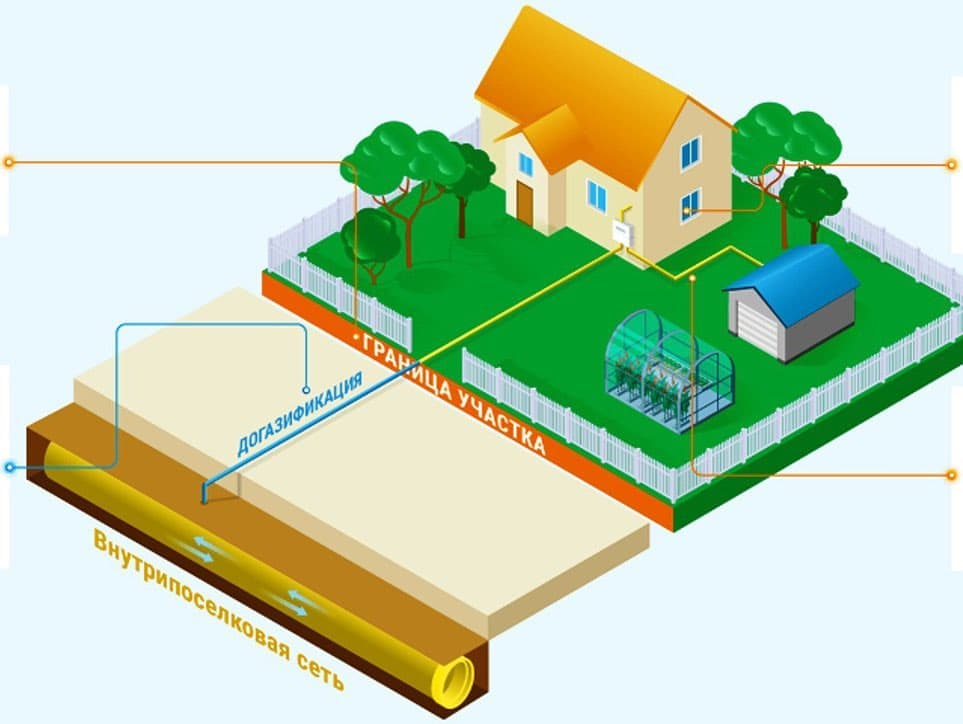 ГРАНИЦА УЧАСТКА
ДОГАЗИФИКАЦИЯ
Внутрипоселковая сеть